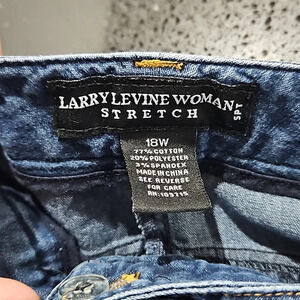 LARRY LEVINE WOMAN
STRETCH
SPT
18W
77% COTTON
20% POLYESTER
3% SPANDEX
MADE IN CHINA
SEE REVERSE
FOR CARE
RN: 103215